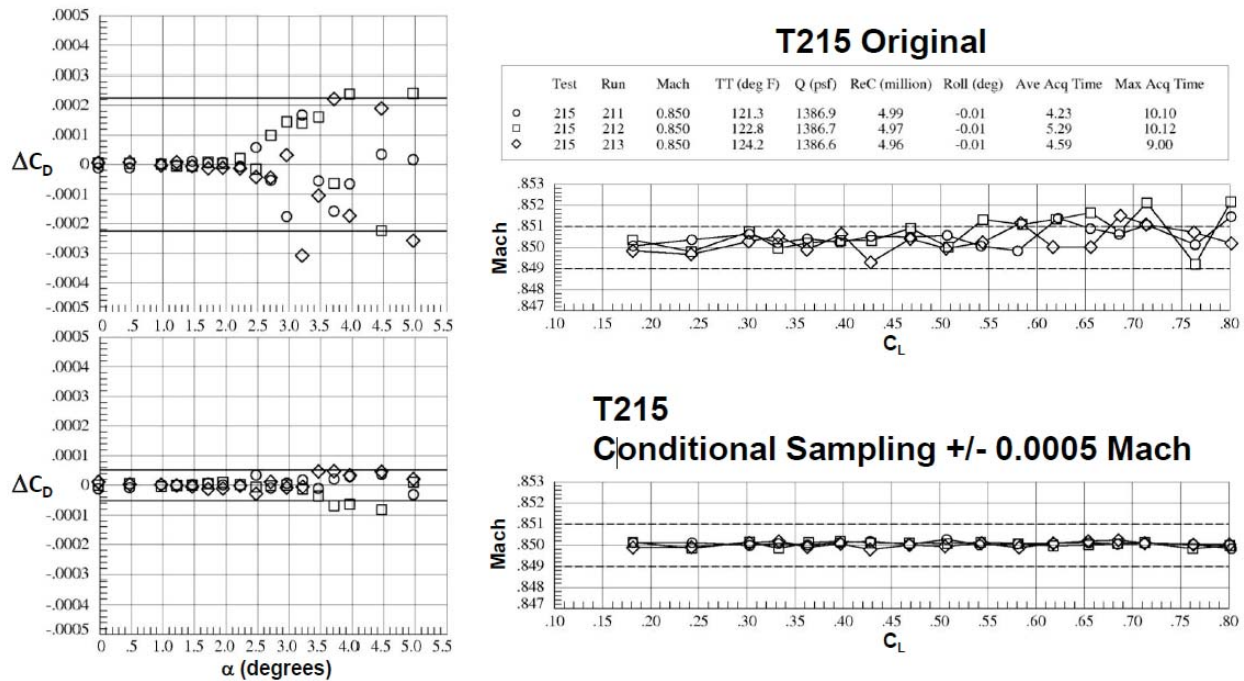 .0005
.0004
.0003
.0002
.0001
ΔC_D
0
-.0001
-.0002
-.0003
-.0004
-.0005
0 .5 1.0 1.5 2.0 2.5 3.0 3.5 4.0 4.5 5.0 5.5
.0005
.0004
.0003
.0002
.0001
ΔC_D
0
-.0001
-.0002
-.0003
-.0004
-.0005
0 .5 1.0 1.5 2.0 2.5 3.0 3.5 4.0 4.5 5.0 5.5
α (degrees)
T215 Original
Test Run Mach TT (deg F) Q (psf) ReC (million) Roll (deg) Ave Acq Time Max Acq Time
215 211 0.850 121.3 1386.9 4.99 -0.01 4.23 10.10
215 212 0.850 122.8 1386.7 4.97 -0.01 5.29 10.12
215 213 0.850 124.2 1386.6 4.96 -0.01 4.59 9.00
.853
.852
.851
.850
.849
.848
.847
Mach
.10 .15 .20 .25 .30 .35 .40 .45 .50 .55 .60 .65 .70 .75 .80
C_L
T215
Conditional Sampling +/- 0.0005 Mach
.853
.852
.851
.850
.849
.848
.847
Mach
.10 .15 .20 .25 .30 .35 .40 .45 .50 .55 .60 .65 .70 .75 .80
C_L